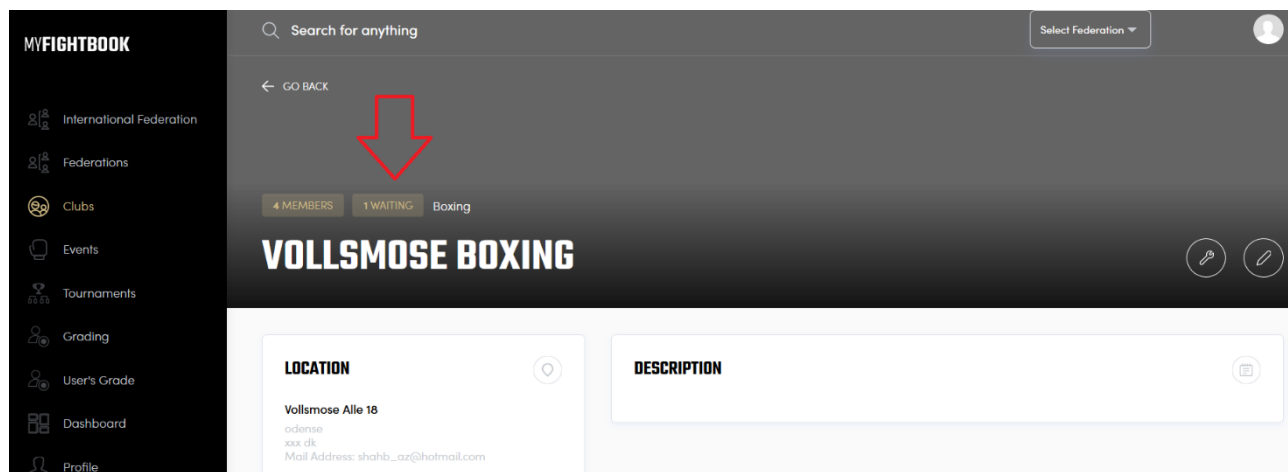 MYFIGHTBOOK
Search for anything
Select Federation
GO BACK
International Federation
Federations
Clubs
Events
Tournaments
Grading
User's Grade
Dashboard
Profile
4 MEMBERS 1 WAITING Boxing
VOLLSMOSE BOXING
LOCATION
Vollsmose Alle 18
odense
xxx dk
Mail Address: shahb_az@hotmail.com
DESCRIPTION